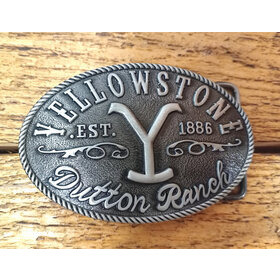 YELLOWSTONE
.EST. Y 1886
Dutton Ranch